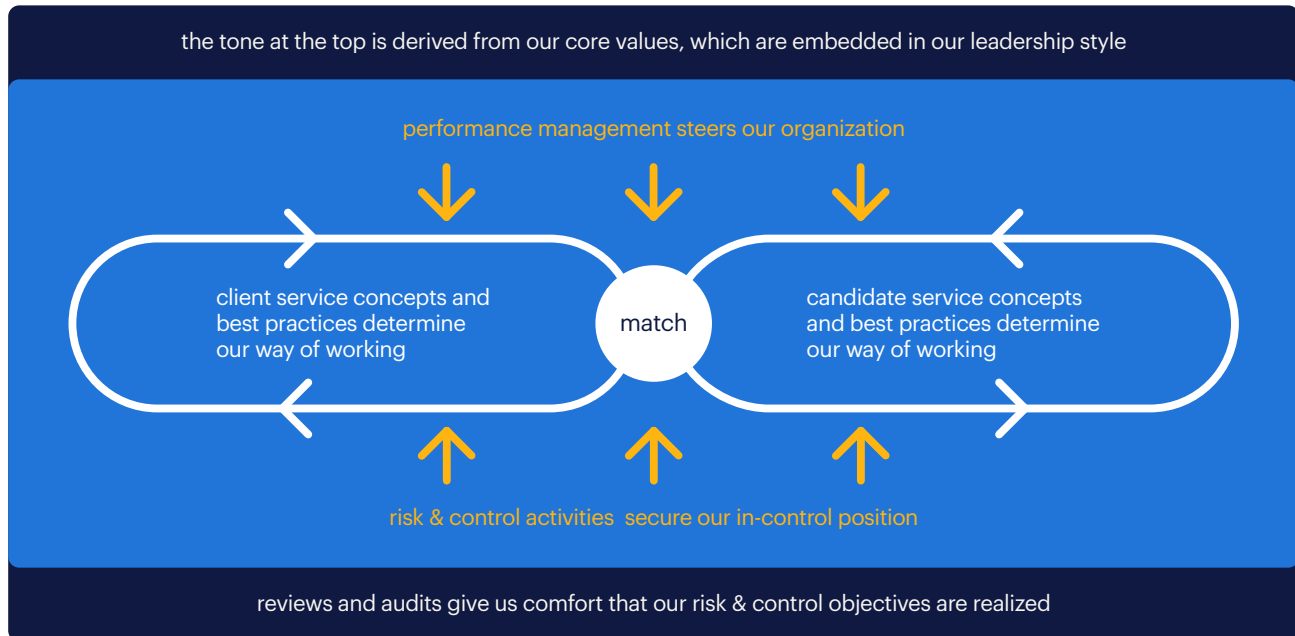 the tone at the top is derived from our core values, which are embedded in our leadership style
performance management steers our organization
client service concepts and
best practices determine
our way of working
match
candidate service concepts
and best practices determine
our way of working
risk & control activities secure our in-control position
reviews and audits give us comfort that our risk & control objectives are realized